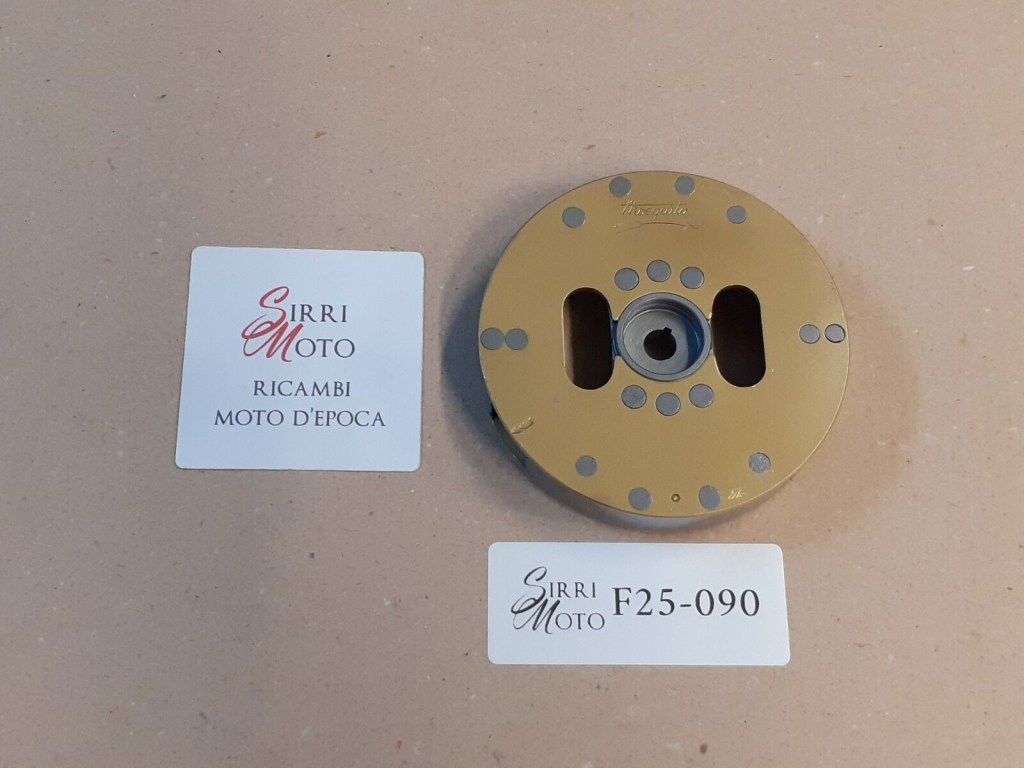 SIRRI
MOTO
RICAMBI
MOTO D'EPOCA
SIRRI
MOTO
F25-090